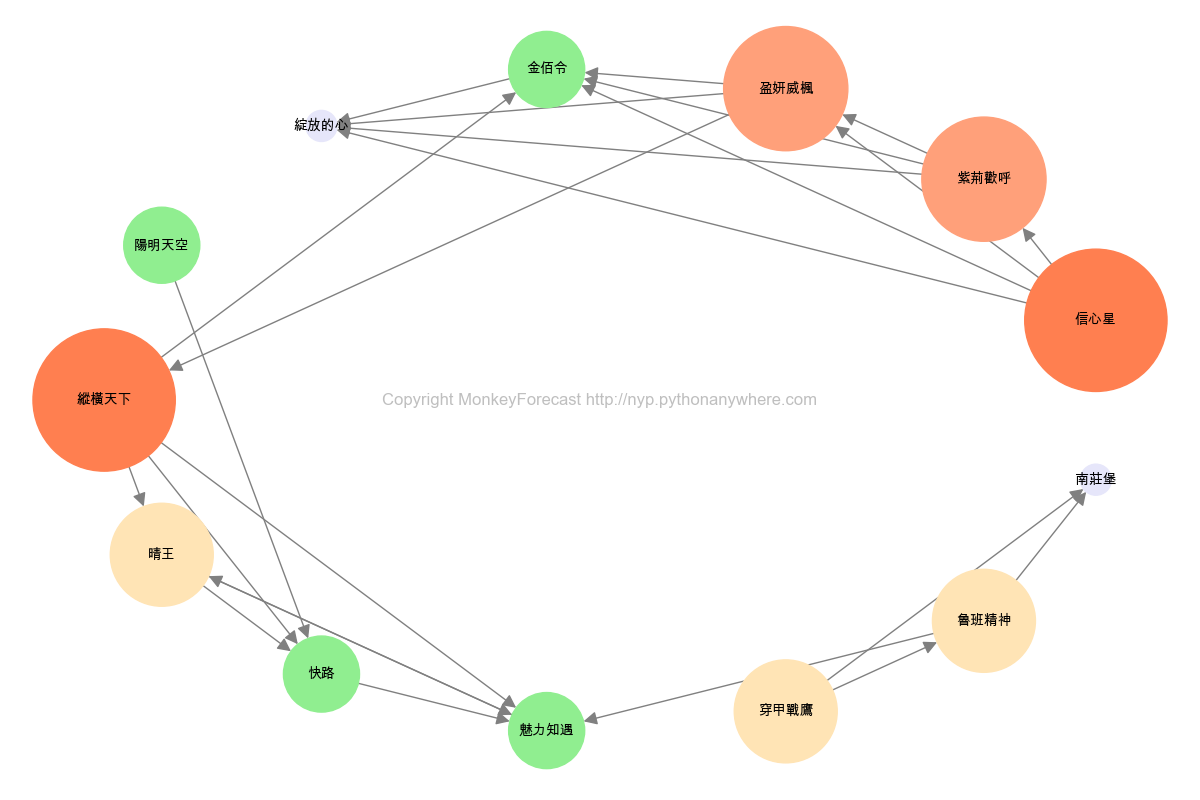 金佰令
盈妍威楓
綻放的心
紫荊歡呼
陽明天空
信心星
縱橫天下
Copyright MonkeyForecast http://nyp.pythonanywhere.com
南莊堡
晴王
魯班精神
快路
穿甲戰鷹
魅力知遇